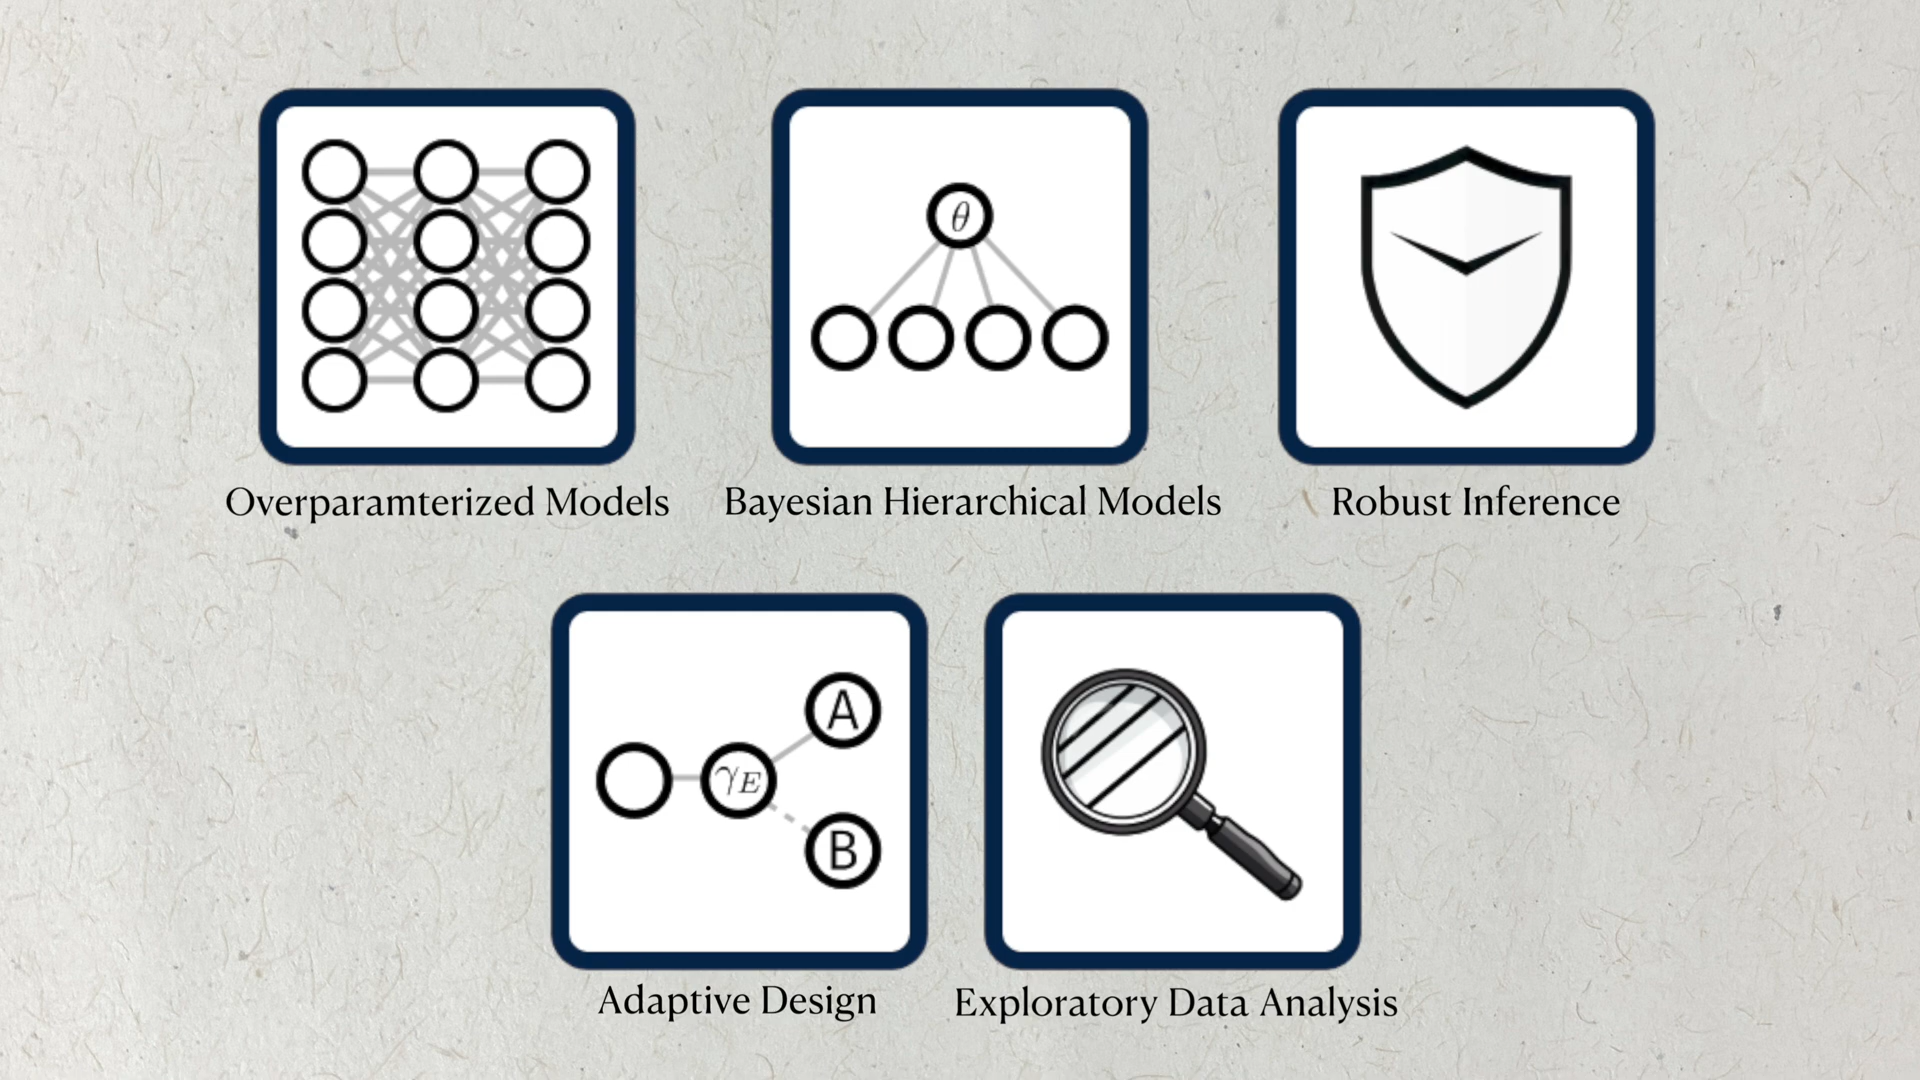 θ
Overparamterized Models
Bayesian Hierarchical Models
Robust Inference
γE
A
B
Adaptive Design
Exploratory Data Analysis